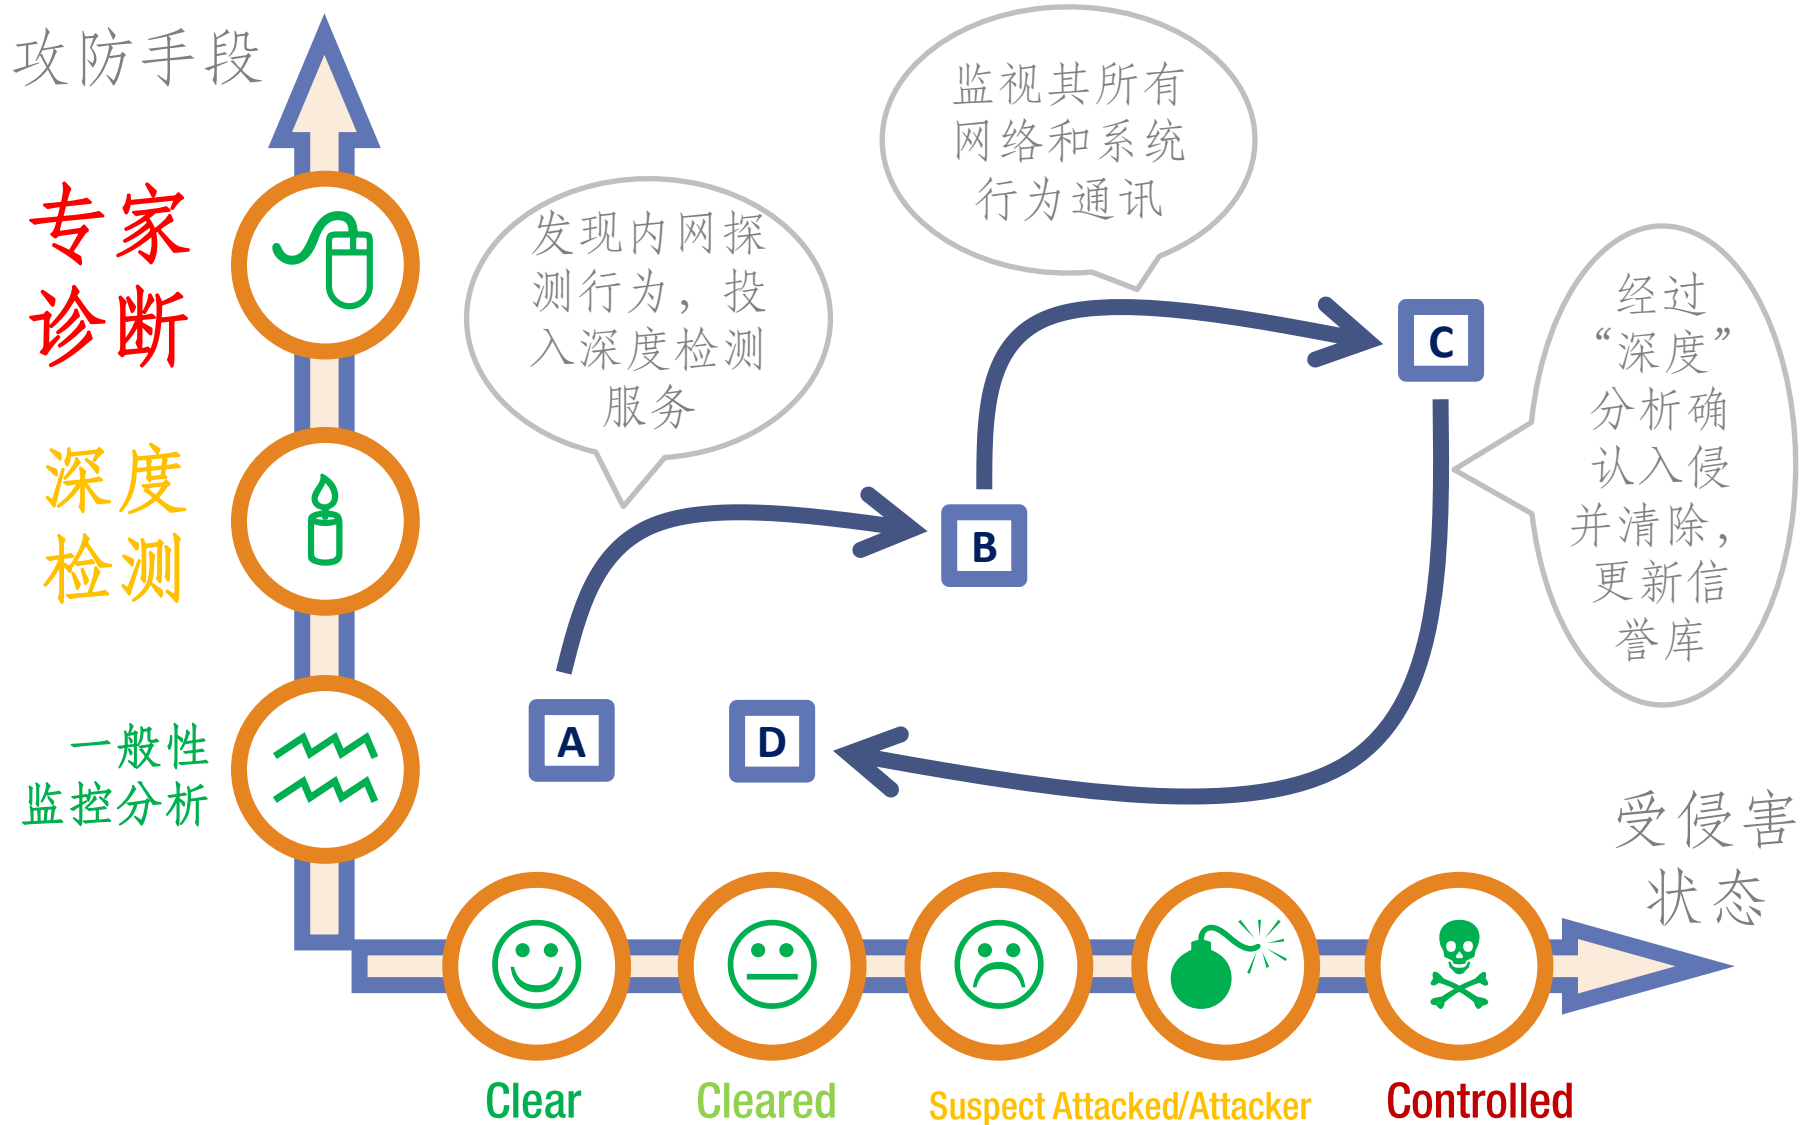 攻防手段
专家
诊断
深度
检测
一般性
监控分析
发现内网探
测行为，投
入深度检测
服务
监视其所有
网络和系统
行为通讯
经过
“深度”
分析确
认入侵
并清除，
更新信
誉库
A
B
C
D
受侵害
状态
Clear
Cleared
Suspect Attacked/Attacker
Controlled